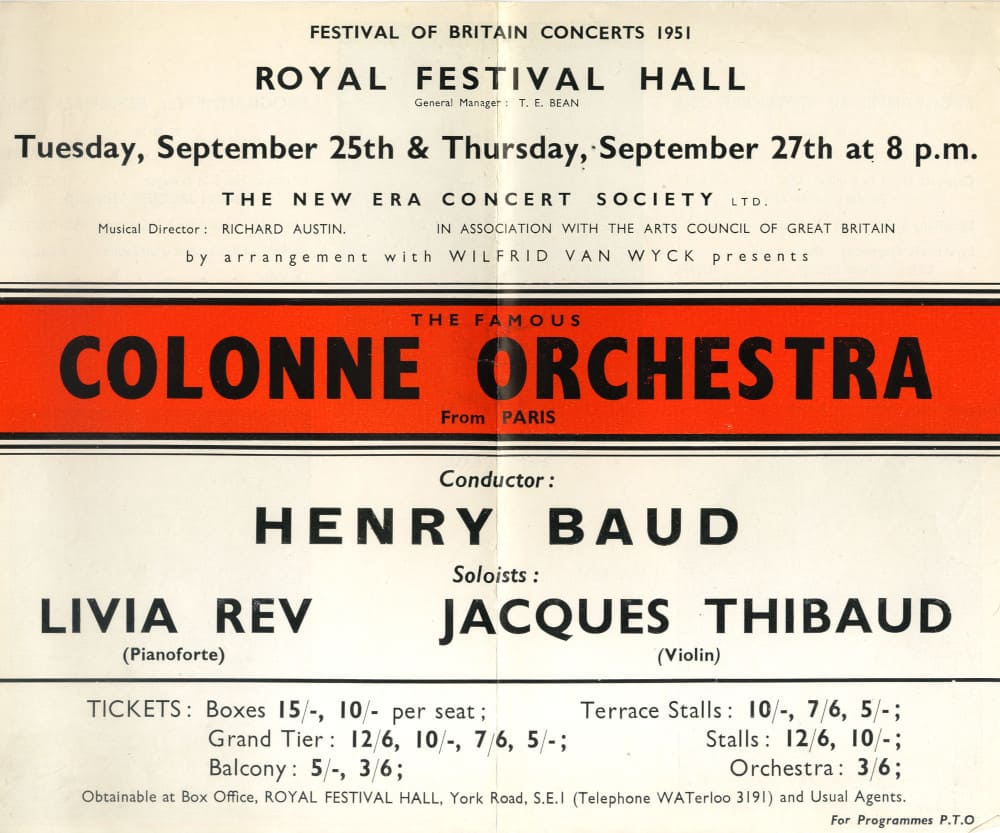 FESTIVAL OF BRITAIN CONCERTS 1951
ROYAL FESTIVAL HALL
General Manager: T. E. BEAN
Tuesday, September 25th & Thursday, September 27th at 8 p.m.
THE NEW ERA CONCERT SOCIETY LTD.
Musical Director: RICHARD AUSTIN. IN ASSOCIATION WITH THE ARTS COUNCIL OF GREAT BRITAIN
by arrangement with WILFRID VAN WYCK presents
THE FAMOUS
COLONNE ORCHESTRA
From PARIS
Conductor:
HENRY BAUD
Soloists:
LIVIA REV JACQUES THIBAUD
(Pianoforte) (Violin)
TICKETS: Boxes 15/-, 10/- per seat; Terrace Stalls: 10/-, 7/6, 5/-;
Grand Tier: 12/6, 10/-, 7/6, 5/-; Stalls: 12/6, 10/-;
Balcony: 5/-, 3/6; Orchestra: 3/6;
Obtainable at Box Office, ROYAL FESTIVAL HALL, York Road, S.E.1 (Telephone WATerloo 3191) and Usual Agents.
For Programmes P.T.O